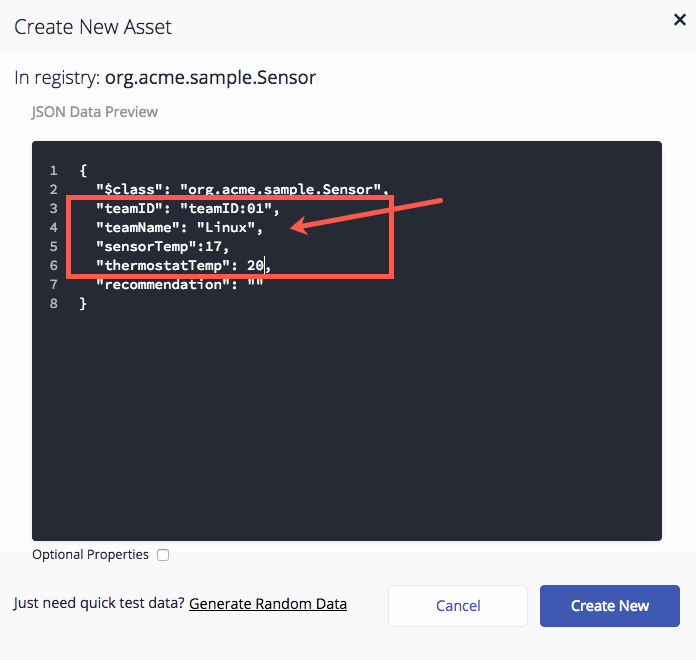 Create New Asset
In registry: org.acme.sample.Sensor
JSON Data Preview
1 {
2 "$class": "org.acme.sample.Sensor",
3 "teamID": "teamID:01",
4 "teamName": "Linux",
5 "sensorTemp":17,
6 "thermostatTemp": 20,
7 "recommendation": ""
8 }
Optional Properties
Just need quick test data? Generate Random Data
Cancel
Create New